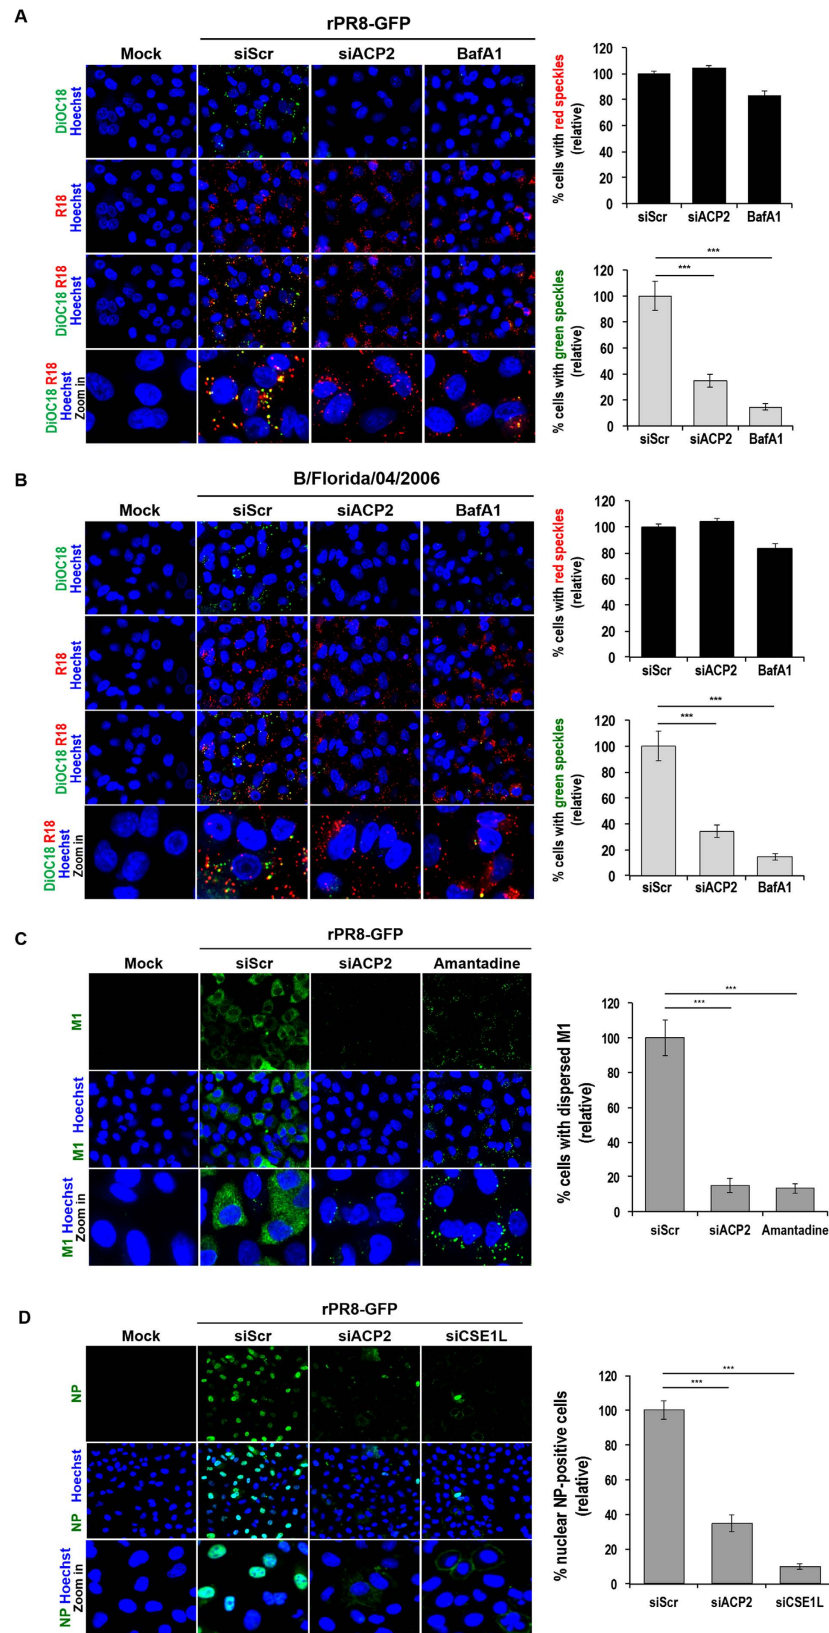 A
rPR8-GFP
Mock siScr siACP2 BafA1
DiOC18
Hoechst
R18
Hoechst
DiOC18 R18
Hoechst
DiOC18 R18
Hoechst
Zoom in
% cells with red speckles
(relative)
120
100
80
60
40
20
0
siScr siACP2 BafA1
% cells with green speckles
(relative)
***
***
120
100
80
60
40
20
0
siScr siACP2 BafA1
B
B/Florida/04/2006
Mock siScr siACP2 BafA1
DiOC18
Hoechst
R18
Hoechst
DiOC18 R18
Hoechst
DiOC18 R18
Hoechst
Zoom in
% cells with red speckles
(relative)
120
100
80
60
40
20
0
siScr siACP2 BafA1
% cells with green speckles
(relative)
***
***
120
100
80
60
40
20
0
siScr siACP2 BafA1
C
rPR8-GFP
Mock siScr siACP2 Amantadine
M1
M1 Hoechst
M1 Hoechst
Zoom in
% cells with dispersed M1
(relative)
***
***
120
100
80
60
40
20
0
siScr siACP2 Amantadine
D
rPR8-GFP
Mock siScr siACP2 siCSE1L
NP
NP Hoechst
NP Hoechst
Zoom in
% nuclear NP-positive cells
(relative)
***
***
120
100
80
60
40
20
0
siScr siACP2 siCSE1L